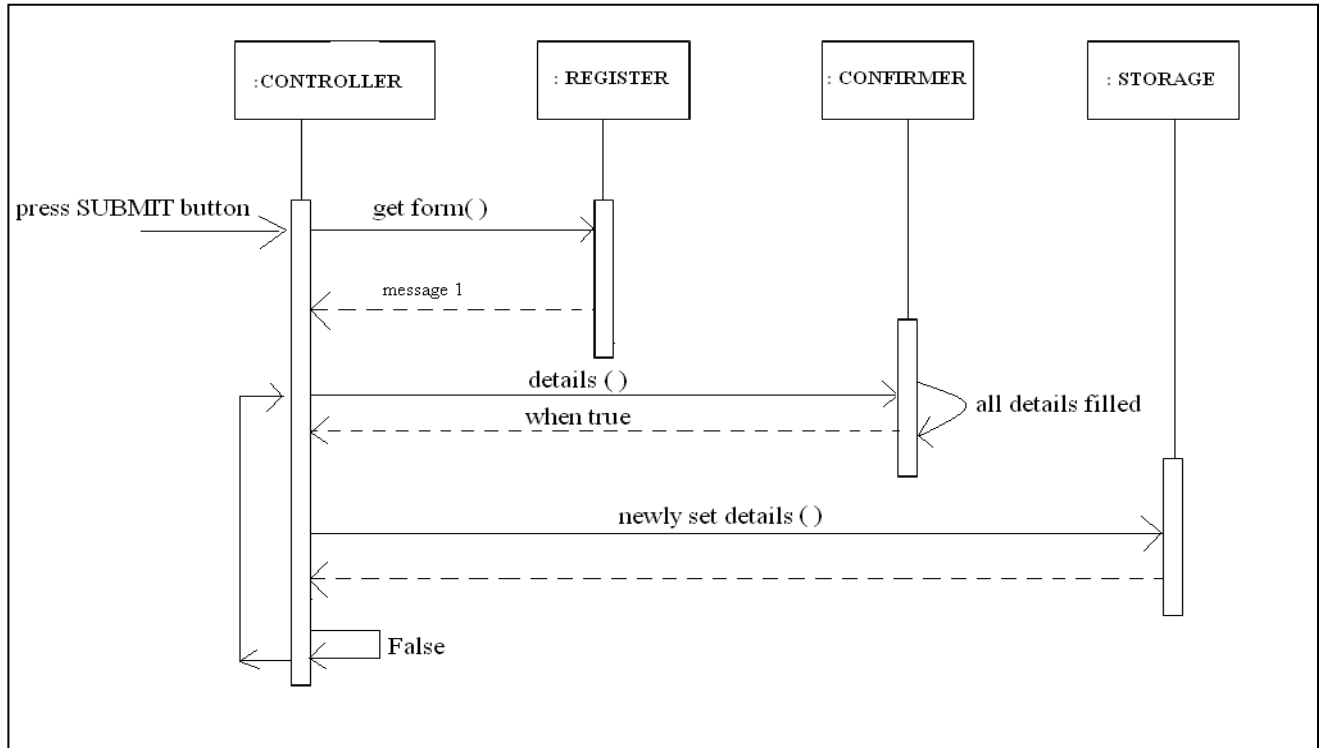 :CONTROLLER
: REGISTER
: CONFIRMER
: STORAGE
press SUBMIT button
get form( )
message 1
details ( )
all details filled
when true
newly set details ( )
False